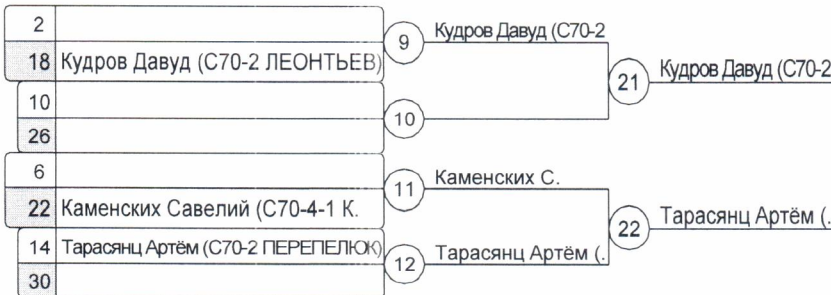 2
18 Кудров Давуд (С70-2 ЛЕОНТЬЕВ)
9 Кудров Давуд (С70-2
21 Кудров Давуд (С70-2
10
26
10
6
22 Каменских Савелий (С70-4-1 К.
11 Каменских С.
22 Тарасянц Артём (.
14 Тарасянц Артём (С70-2 ПЕРЕПЕЛЮК)
30
12 Тарасянц Артём (.